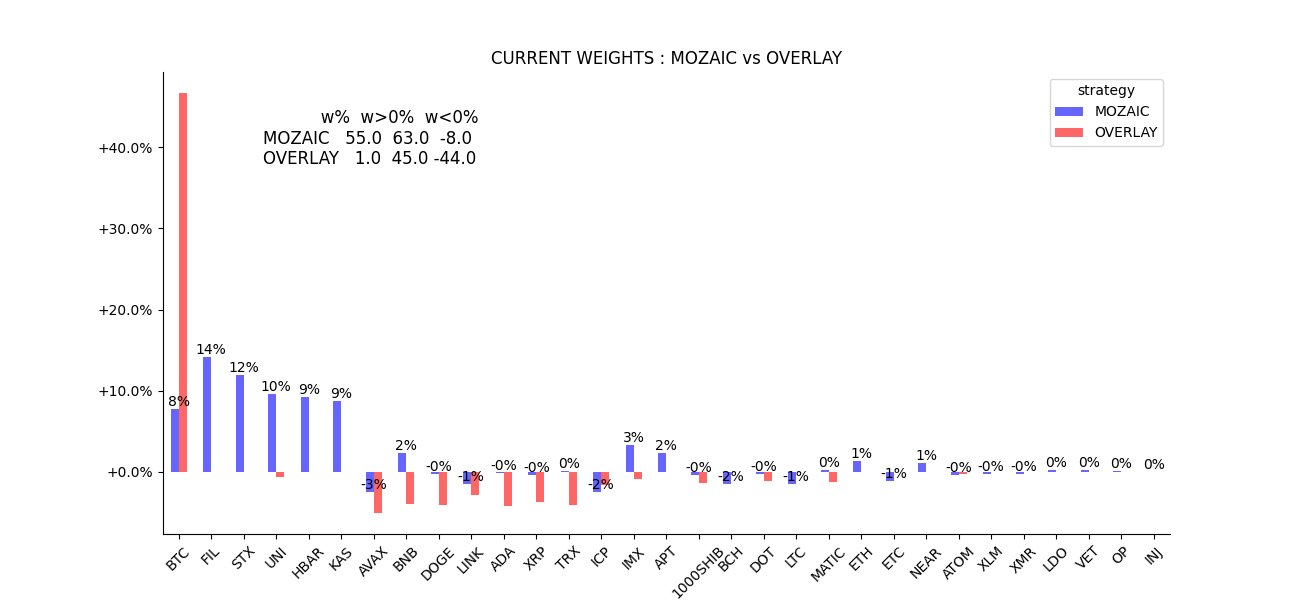 CURRENT WEIGHTS : MOZAIC vs OVERLAY
strategy
MOZAIC
OVERLAY
w% w>0% w<0%
MOZAIC 55.0 63.0 -8.0
OVERLAY 1.0 45.0 -44.0
+40.0%
+30.0%
+20.0%
+10.0%
+0.0%
8%
14%
12%
10%
9%
9%
-3%
2%
-0%
-1%
-0%
-0%
0%
-2%
3%
2%
-0%
-2%
-0%
-1%
0%
1%
-1%
1%
-0%
-0%
-0%
0%
0%
0%
0%
BTC
FIL
STX
UNI
HBAR
KAS
AVAX
BNB
DOGE
LINK
ADA
XRP
TRX
ICP
IMX
APT
1000SHIB
BCH
DOT
LTC
MATIC
ETH
ETC
NEAR
ATOM
XLM
XMR
LDO
VET
OP
INJ